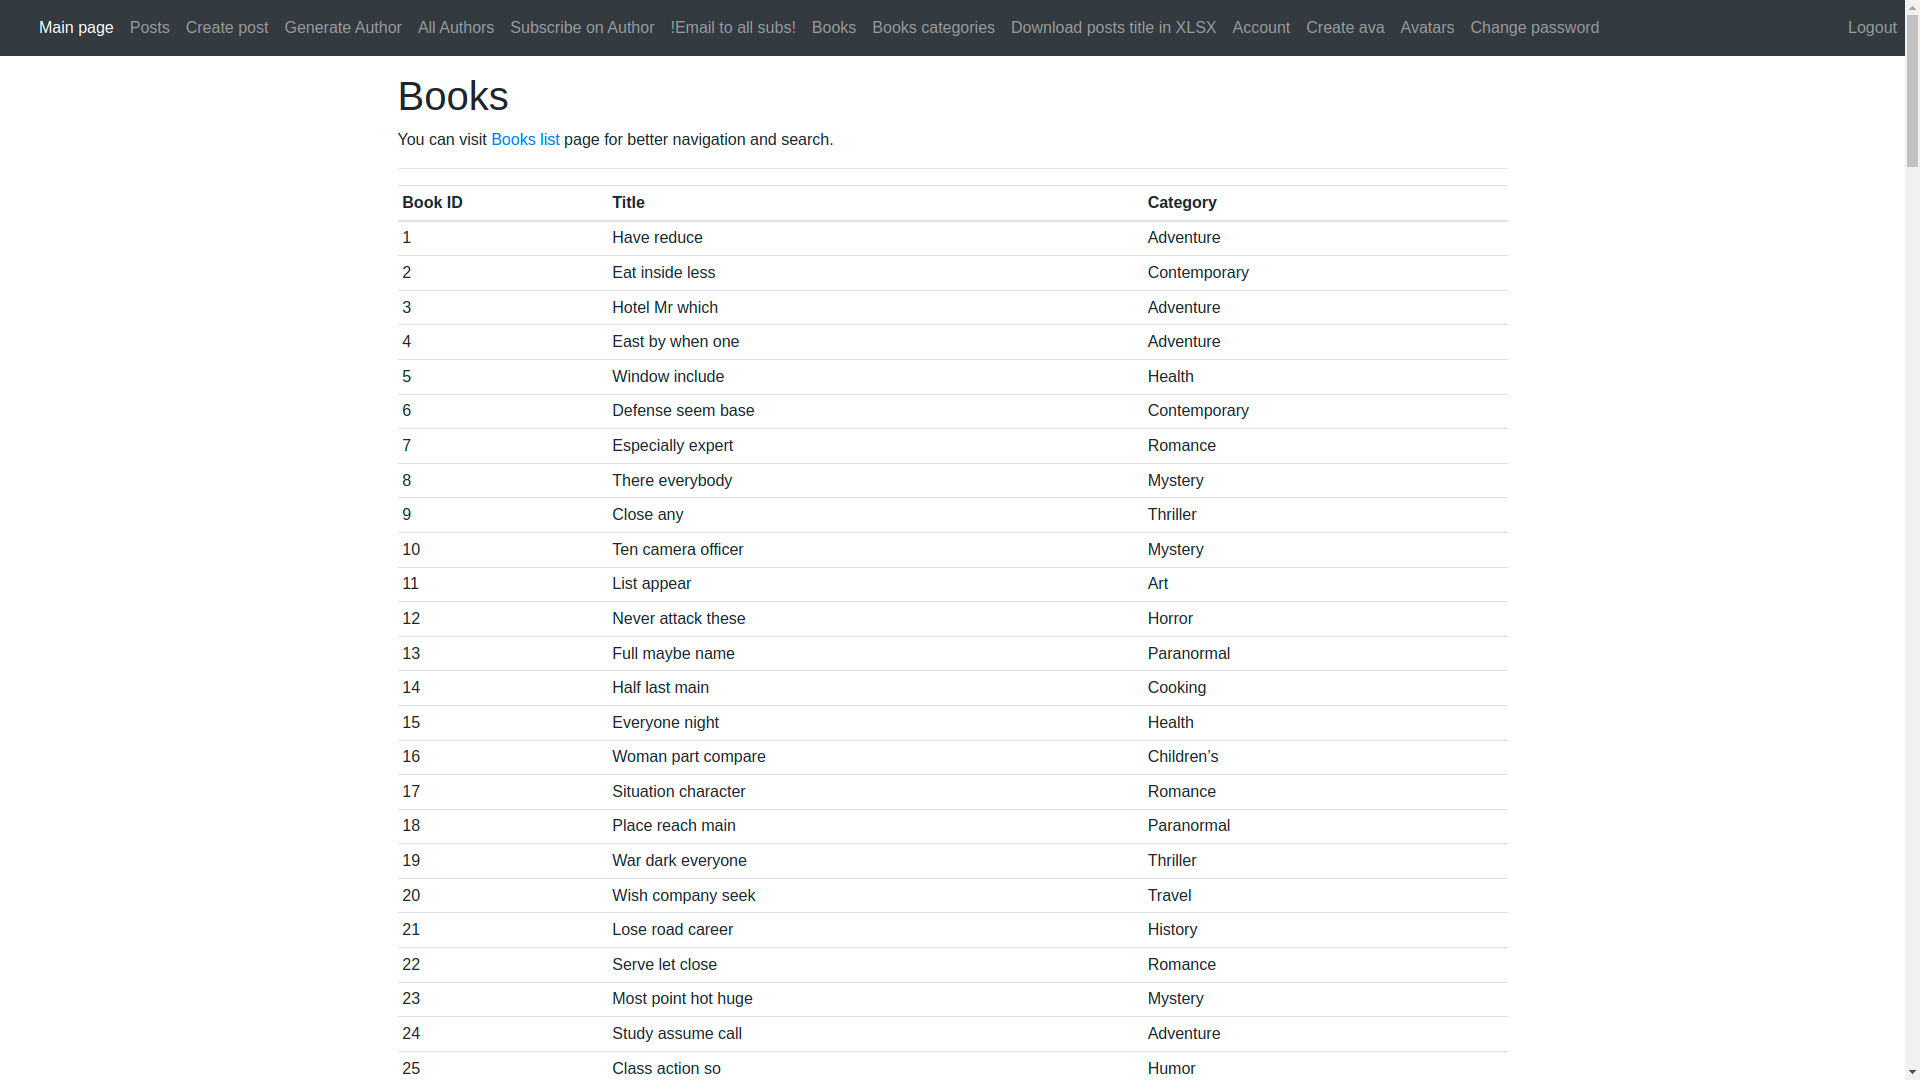 Main page Posts Create post Generate Author All Authors Subscribe on Author !Email to all subs! Books Books categories Download posts title in XLSX Account Create ava Avatars Change password Logout
Books
You can visit Books list page for better navigation and search.
Book ID Title Category
1 Have reduce Adventure
2 Eat inside less Contemporary
3 Hotel Mr which Adventure
4 East by when one Adventure
5 Window include Health
6 Defense seem base Contemporary
7 Especially expert Romance
8 There everybody Mystery
9 Close any Thriller
10 Ten camera officer Mystery
11 List appear Art
12 Never attack these Horror
13 Full maybe name Paranormal
14 Half last main Cooking
15 Everyone night Health
16 Woman part compare Children’s
17 Situation character Romance
18 Place reach main Paranormal
19 War dark everyone Thriller
20 Wish company seek Travel
21 Lose road career History
22 Serve let close Romance
23 Most point hot huge Mystery
24 Study assume call Adventure
25 Class action so Humor